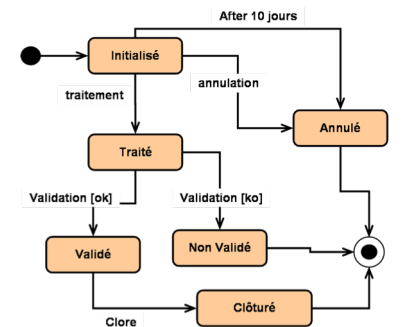 After 10 jours
Initialisé
traitement
annulation
Annulé
Traité
Validation [ok]
Validation [ko]
Validé
Non Validé
Clôturé
Clore